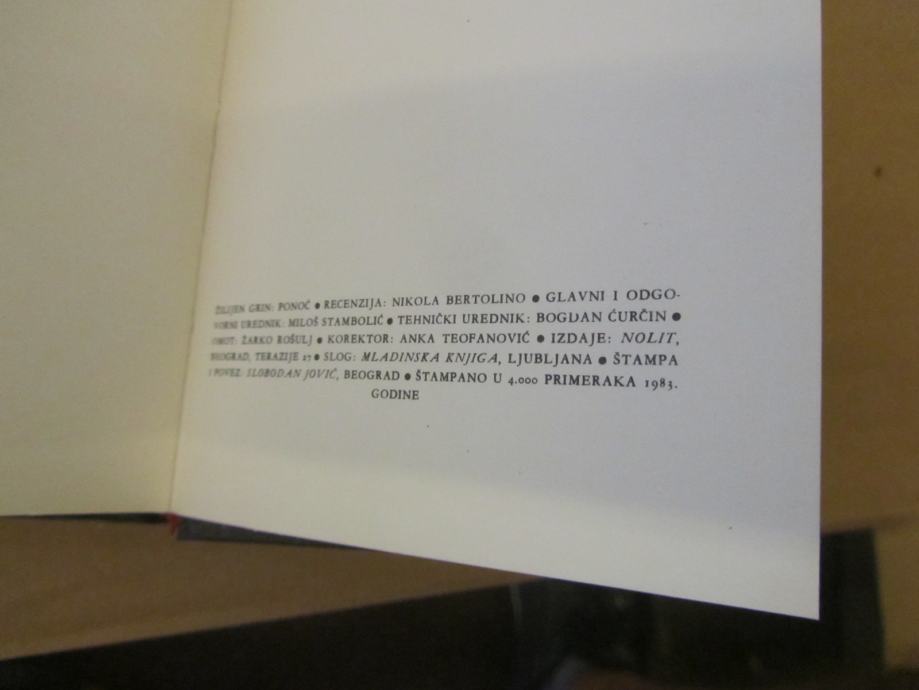 ŽILIJEN GRIN: PONOĆ ● RECENZIJA: NIKOLA BERTOLINO ● GLAVNI I ODGO-
VORNI UREDNIK: MILOŠ STAMBOLIĆ ● TEHNIČKI UREDNIK: BOGDAN ĆURČIN ●
OMOT: ŽARKO ROŠULJ ● KOREKTOR: ANKA TEOFANOVIĆ ● IZDAJE: NOLIT,
BEOGRAD, TERAZIJE 27 ● SLOG: MLADINSKA KNJIGA, LJUBLJANA ● ŠTAMPA
I POVEZ: SLOBODAN JOVIĆ, BEOGRAD ● ŠTAMPANO U 4.000 PRIMERAKA 1983.
GODINE